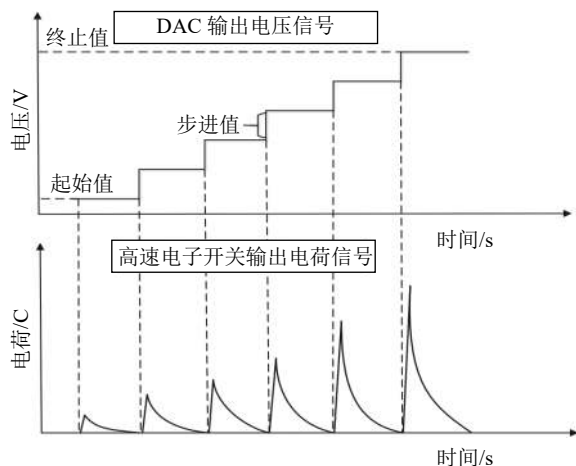 DAC 输出电压信号
终止值
电压/V
步进值
起始值
时间/s
高速电子开关输出电荷信号
电荷/C
时间/s